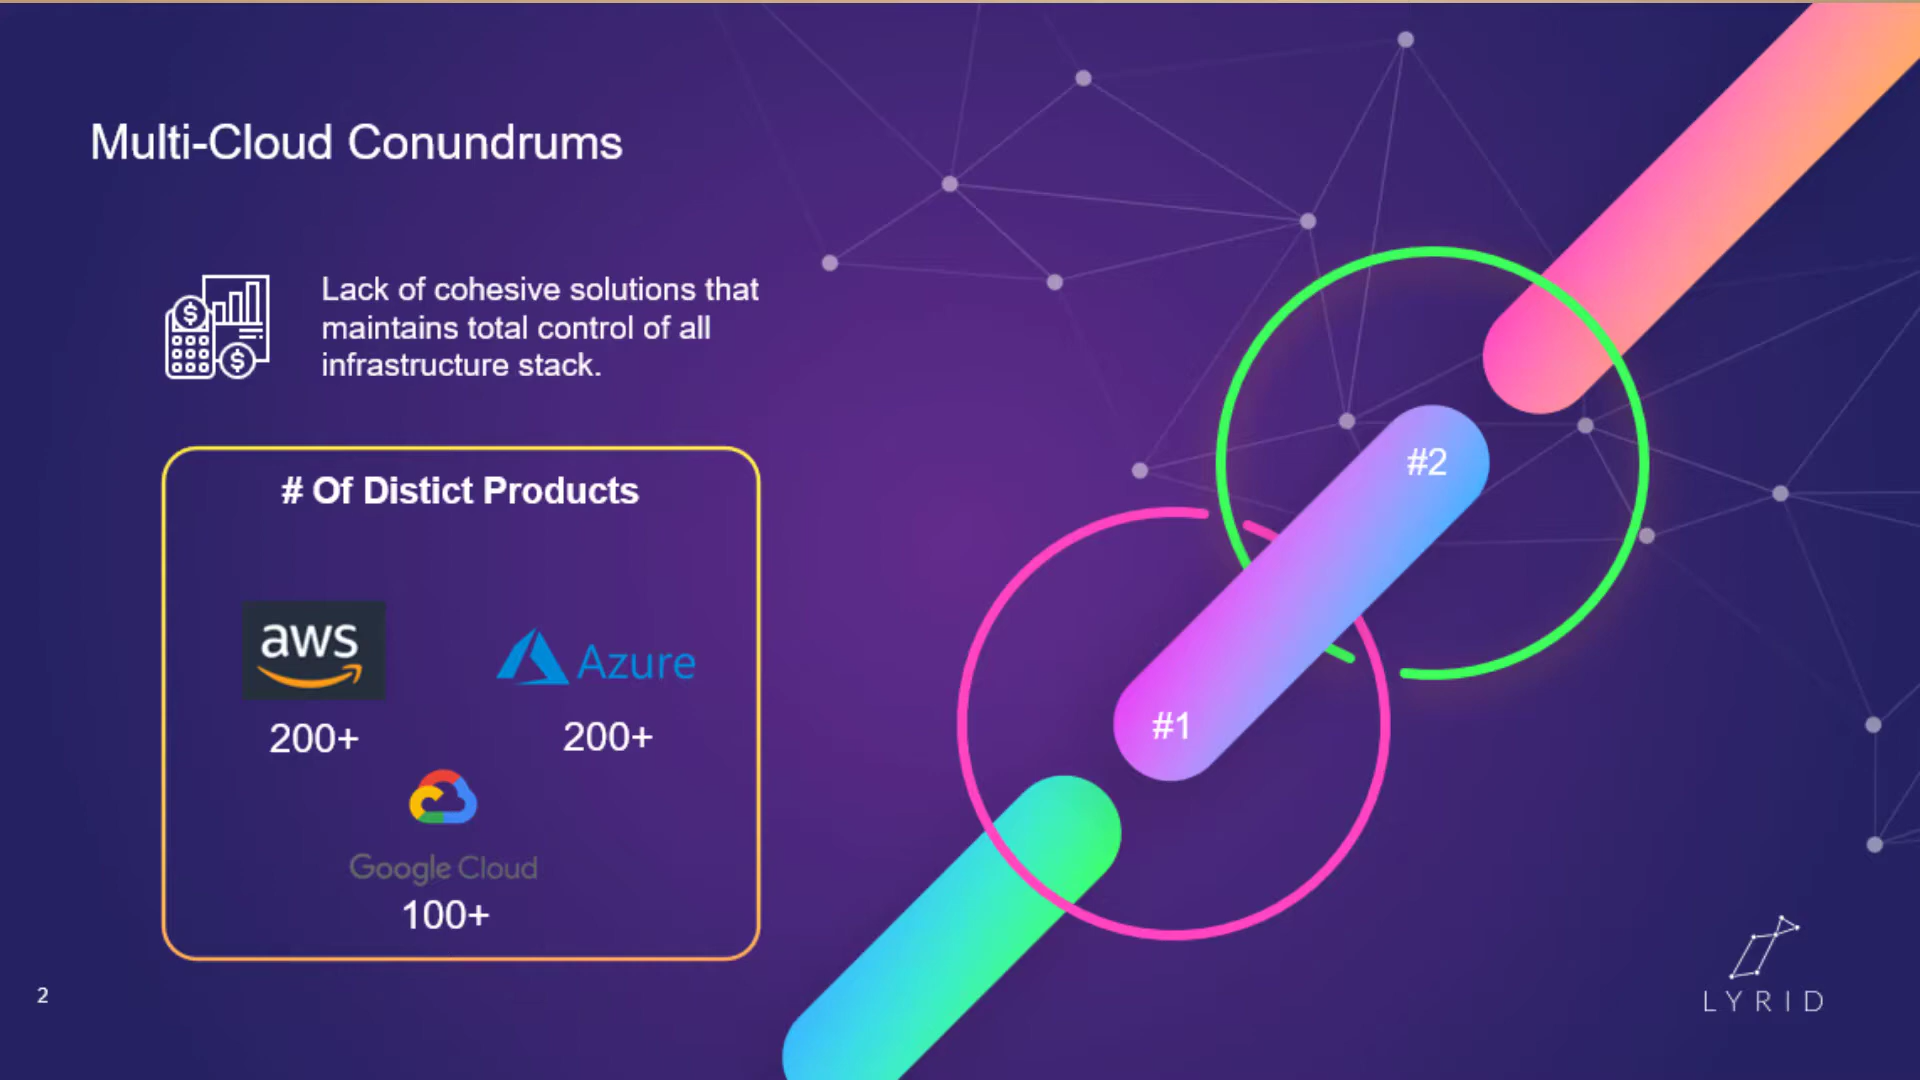 Multi-Cloud Conundrums
Lack of cohesive solutions that
maintains total control of all
infrastructure stack.
# Of Distict Products
aws
Azure
200+
200+
Google Cloud
100+
#2
#1
2
LYRID